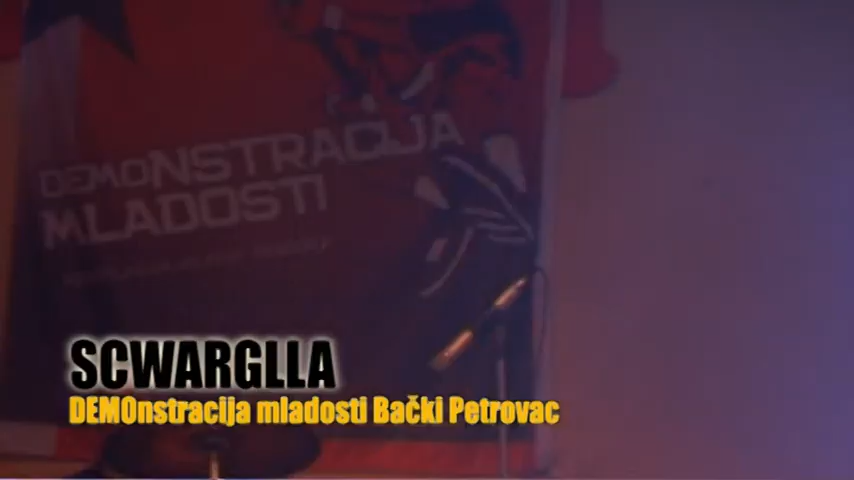 DEMONSTRACIJA
MLADOSTI
SCWARGLLA
DEMOnstracija mladosti Bački Petrovac